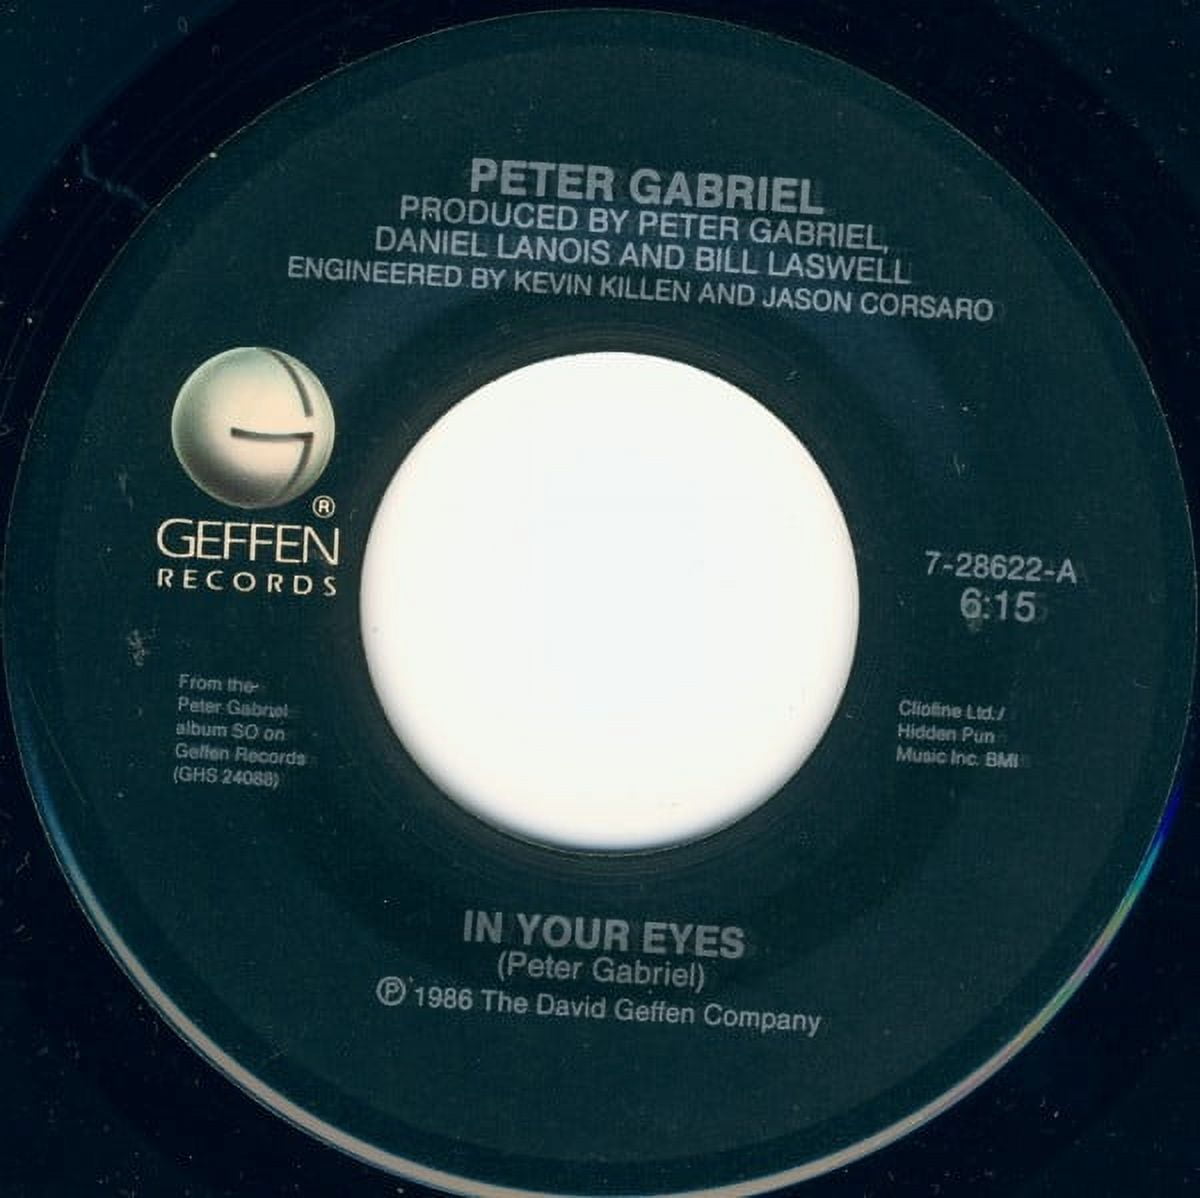 PETER GABRIEL
PRODUCED BY PETER GABRIEL,
DANIEL LANOIS AND BILL LASWELL
ENGINEERED BY KEVIN KILLEN AND JASON CORSARO
®
GEFFEN
RECORDS
7-28622-A
6:15
From the
Peter Gabriel
album SO on
Geffen Records
(GHS 24088)
Clipfine Ltd./
Hidden Pun
Music Inc. BMI
IN YOUR EYES
(Peter Gabriel)
℗ 1986 The David Geffen Company